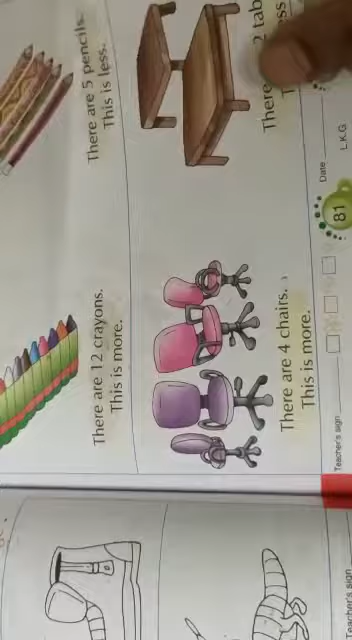 There are 5 pencils.
This is less.
There are 12 crayons.
This is more.
There
2 tab
There are 4 chairs.
This is more.
Teacher's sign
Date
81
L.K.G.
Teacher's sign